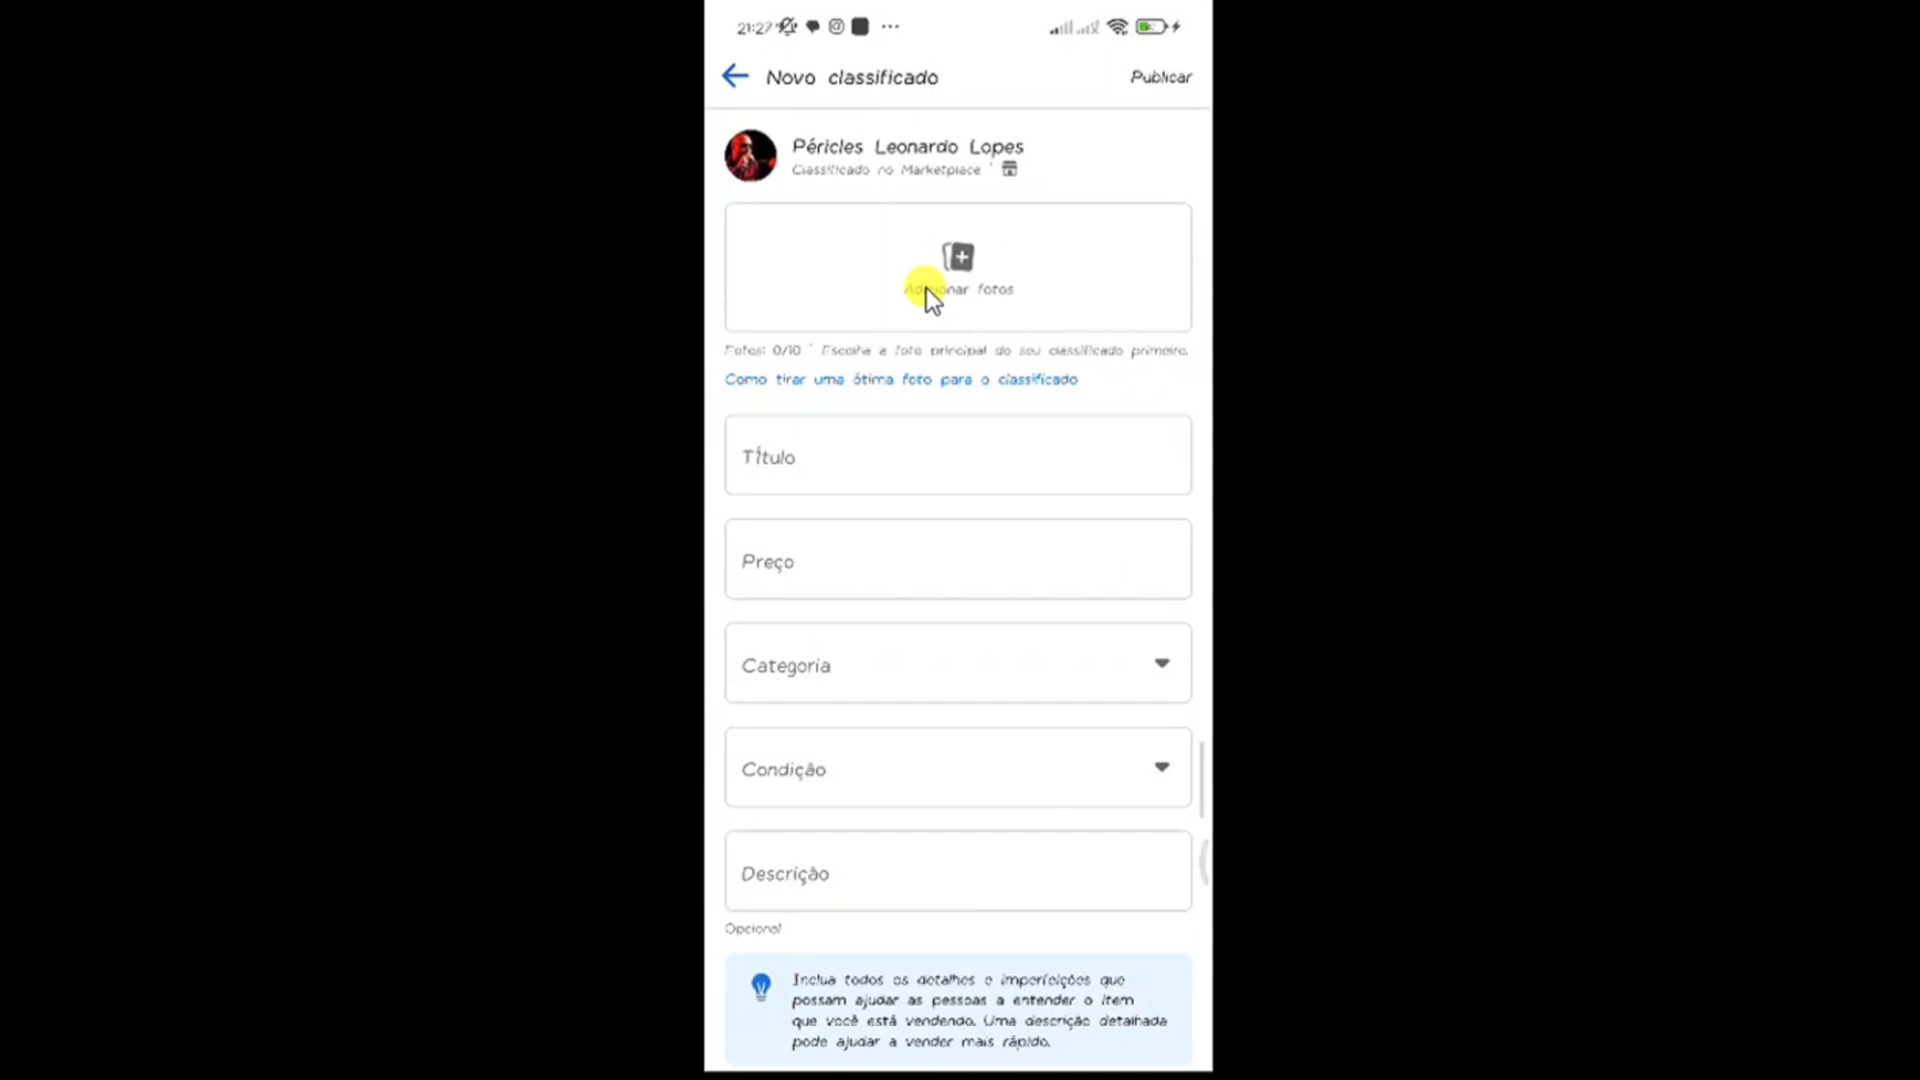 21:27
Novo classificado
Publicar
Péricles Leonardo Lopes
Classificado no Marketplace
Adicionar fotos
Fotos: 0/10 · Escolha a foto principal do seu classificado primeiro.
Como tirar uma ótima foto para o classificado
Título
Preço
Categoria
Condição
Descrição
Opcional
Inclua todos os detalhes e imperfeições que
possam ajudar as pessoas a entender o item
que você está vendendo. Uma descrição detalhada
pode ajudar a vender mais rápido.